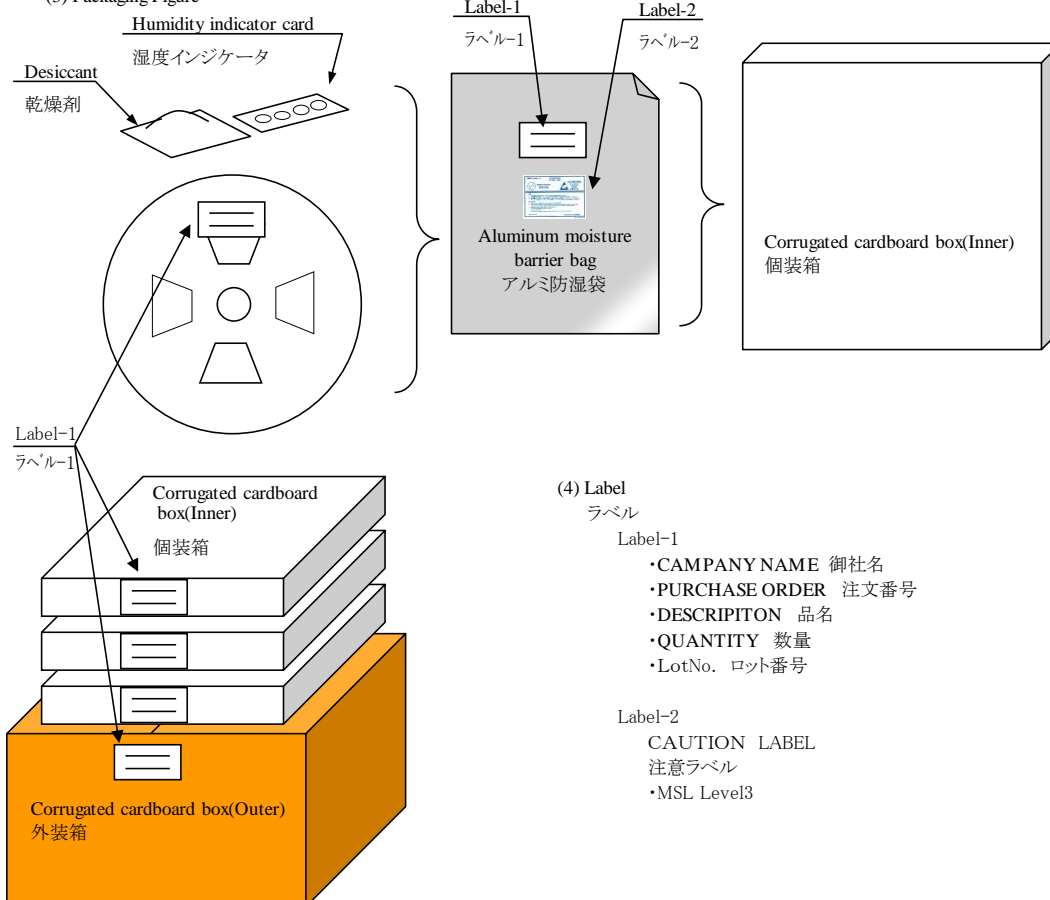 (3) Packaging Figure
Humidity indicator card
湿度インジケータ
Desiccant
乾燥剤
Label-1
ラベル-1
Label-2
ラベル-2
Aluminum moisture
barrier bag
アルミ防湿袋
Corrugated cardboard box(Inner)
個装箱
Label-1
ラベル-1
Corrugated cardboard
box(Inner)
個装箱
Corrugated cardboard box(Outer)
外装箱
(4) Label
ラベル
Label-1
・CAMPANY NAME 御社名
・PURCHASE ORDER 注文番号
・DESCRIPITON 品名
・QUANTITY 数量
・LotNo. ロット番号
Label-2
CAUTION LABEL
注意ラベル
・MSL Level3